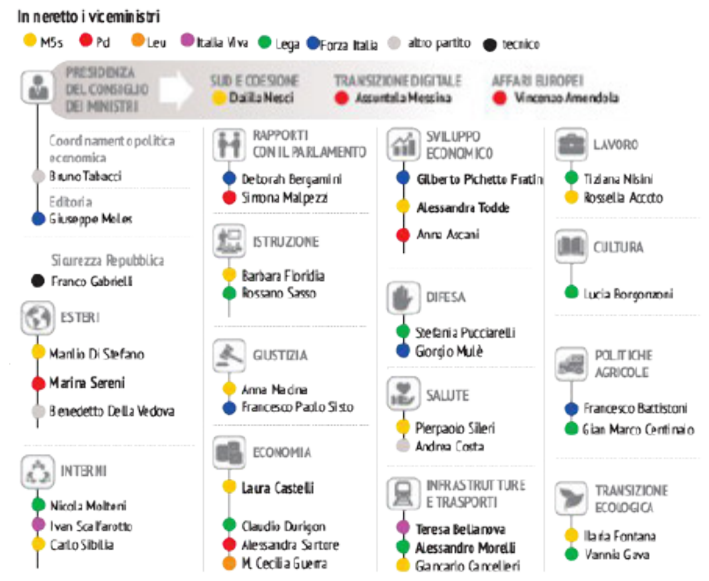 In neretto i viceministri
M5s Pd Leu Italia Viva Lega Forza Italia altro partito tecnico
PRESIDENZA
DEL CONSIGLIO
DEI MINISTRI
SUD E COESIONE
Dalila Nesci
TRANSIZIONE DIGITALE
Assuntela Messina
AFFARI EUROPEI
Vincenzo Amendola
Coordinamento politica
economica
Bruno Tabacci
Editoria
Giuseppe Moles
Sicurezza Repubblica
Franco Gabrielli
ESTERI
Manlio Di Stefano
Marina Sereni
Benedetto Della Vedova
INTERNI
Nicola Molteni
Ivan Scalfarotto
Carlo Sibilia
RAPPORTI
CON IL PARLAMENTO
Deborah Bergamini
Simona Malpezzi
ISTRUZIONE
Barbara Floridia
Rossano Sasso
GIUSTIZIA
Anna Macina
Francesco Paolo Sisto
ECONOMIA
Laura Castelli
Claudio Durigon
Alessandra Sartore
M. Cecilia Guerra
SVILUPPO
ECONOMICO
Gilberto Pichetto Fratin
Alessandra Todde
Anna Ascani
DIFESA
Stefania Pucciarelli
Giorgio Mulè
SALUTE
Pierpaolo Sileri
Andrea Costa
INFRASTRUTTURE
E TRASPORTI
Teresa Bellanova
Alessandro Morelli
Giancarlo Cancelleri
LAVORO
Tiziana Nisini
Rossella Accoto
CULTURA
Lucia Borgonzoni
POLITICHE
AGRICOLE
Francesco Battistoni
Gian Marco Centinaio
TRANSIZIONE
ECOLOGICA
Ilaria Fontana
Vannia Gava